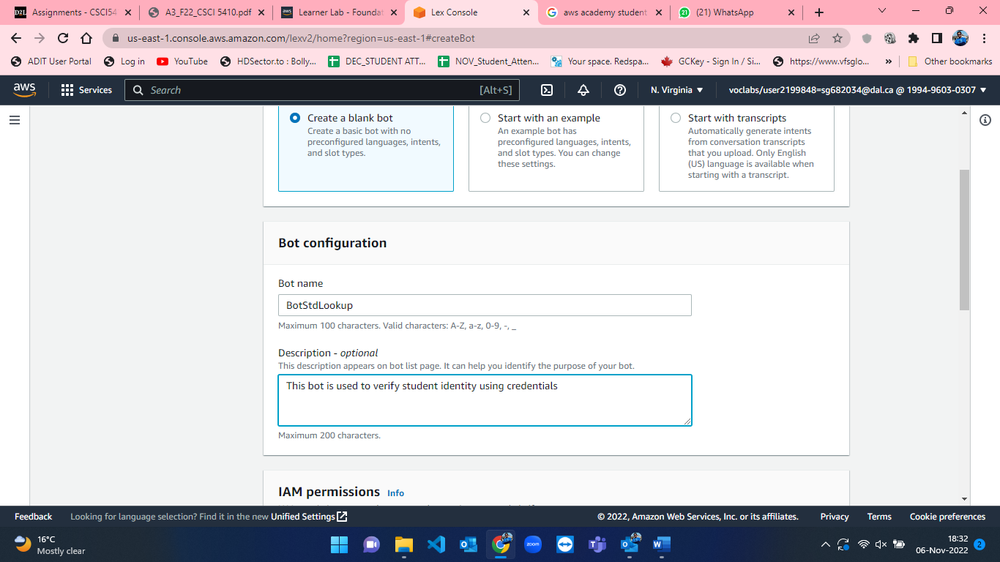 Assignments - CSCI54
A3_F22_CSCI 5410.pdf
Learner Lab - Foundat
Lex Console
aws academy student
(21) WhatsApp
us-east-1.console.aws.amazon.com/lexv2/home?region=us-east-1#createBot
ADIT User Portal
Log in
YouTube
HDSector.to : Bolly...
DEC_STUDENT ATT...
NOV_Student_Atten...
Your space. Redspa...
GCKey - Sign In / Si...
https://www.vfsglo...
»
Other bookmarks
aws
Services
Search
[Alt+S]
N. Virginia
voclabs/user2199848=sg682034@dal.ca @ 1994-9603-0307
Create a blank bot
Create a basic bot with no
preconfigured languages, intents,
and slot types.
Start with an example
An example bot has
preconfigured languages, intents,
and slot types. You can change
these settings.
Start with transcripts
Automatically generate intents
from conversation transcripts
that you upload. Only English
(US) language is available when
starting with a transcript.
Bot configuration
Bot name
BotStdLookup
Maximum 100 characters. Valid characters: A-Z, a-z, 0-9, -, _
Description - optional
This description appears on bot list page. It can help you identify the purpose of your bot.
This bot is used to verify student identity using credentials
Maximum 200 characters.
IAM permissions Info
Feedback
Looking for language selection? Find it in the new Unified Settings
© 2022, Amazon Web Services, Inc. or its affiliates.
Privacy
Terms
Cookie preferences
16°C
Mostly clear
zoom
18:32
06-Nov-2022
2